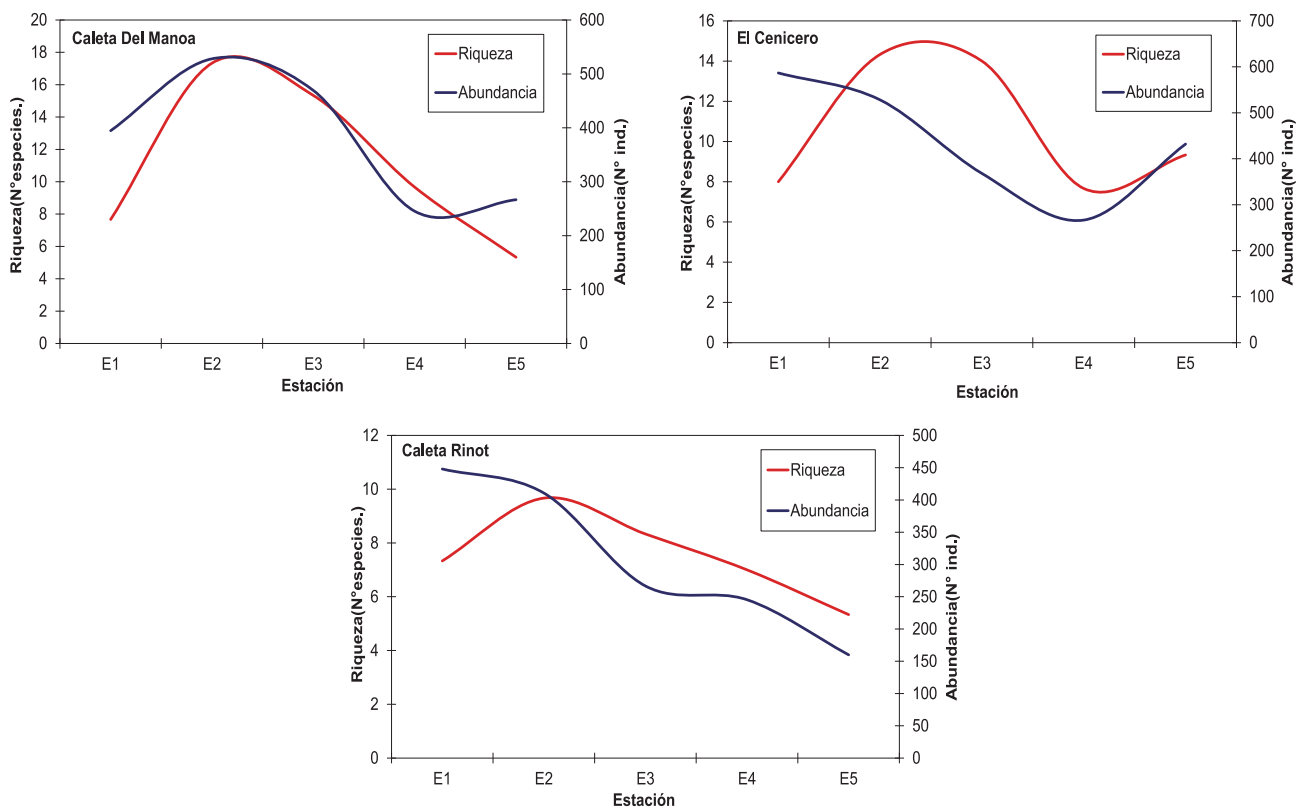 Caleta Del Manoa
Riqueza
Abundancia
Riqueza(N°especies.)
20
18
16
14
12
10
8
6
4
2
0
600
500
400
300
200
100
0
Abundancia(N° ind.)
E1 E2 E3 E4 E5
Estación
El Cenicero
Riqueza
Abundancia
Riqueza(N°especies.)
16
14
12
10
8
6
4
2
0
700
600
500
400
300
200
100
0
Abundancia(N° ind.)
E1 E2 E3 E4 E5
Estación
Caleta Rinot
Riqueza
Abundancia
Riqueza(N°especies.)
12
10
8
6
4
2
0
500
450
400
350
300
250
200
150
100
50
0
Abundancia(N° ind.)
E1 E2 E3 E4 E5
Estación